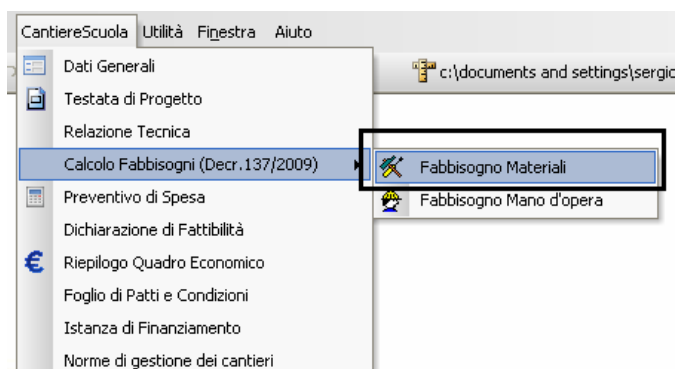 CantiereScuola Utilità Finestra Aiuto
Dati Generali
c:\documents and settings\sergio
Testata di Progetto
Relazione Tecnica
Calcolo Fabbisogni (Decr.137/2009)
Fabbisogno Materiali
Preventivo di Spesa
Fabbisogno Mano d'opera
Dichiarazione di Fattibilità
Riepilogo Quadro Economico
Foglio di Patti e Condizioni
Istanza di Finanziamento
Norme di gestione dei cantieri